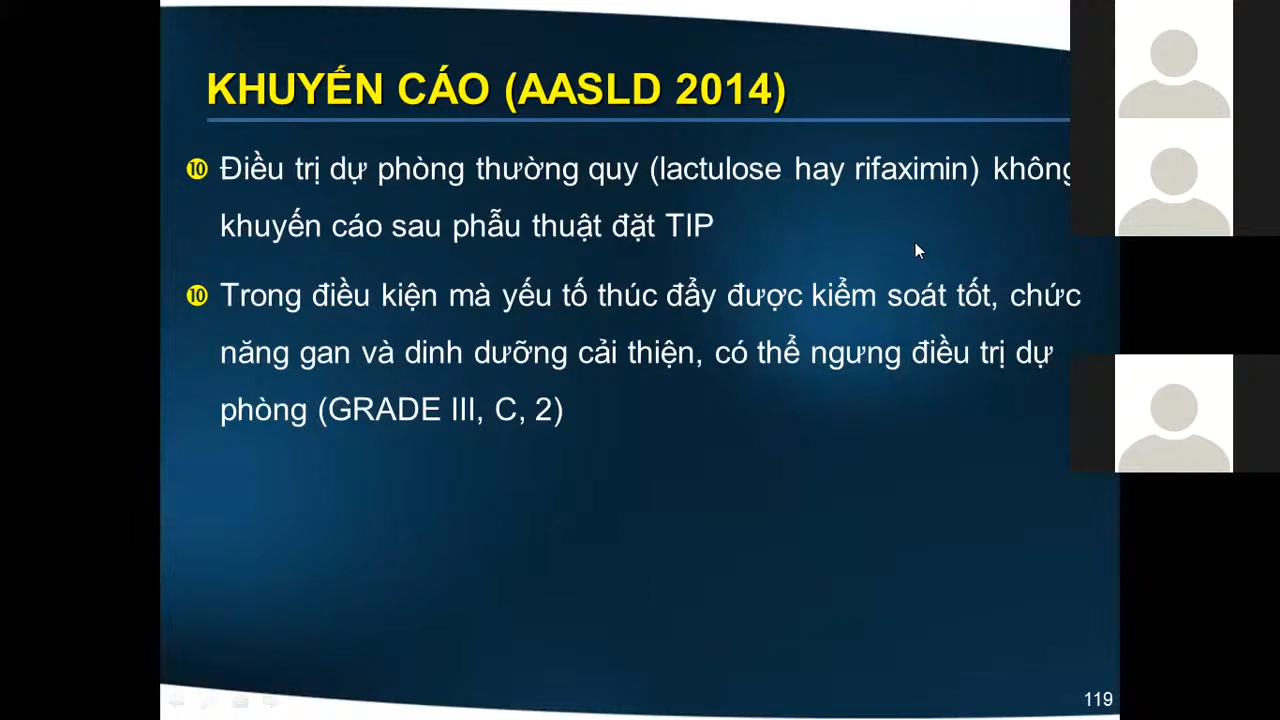 KHUYẾN CÁO (AASLD 2014)
⓾ Điều trị dự phòng thường quy (lactulose hay rifaximin) không
khuyến cáo sau phẫu thuật đặt TIP
⓾ Trong điều kiện mà yếu tố thúc đẩy được kiểm soát tốt, chức
năng gan và dinh dưỡng cải thiện, có thể ngưng điều trị dự
phòng (GRADE III, C, 2)
119